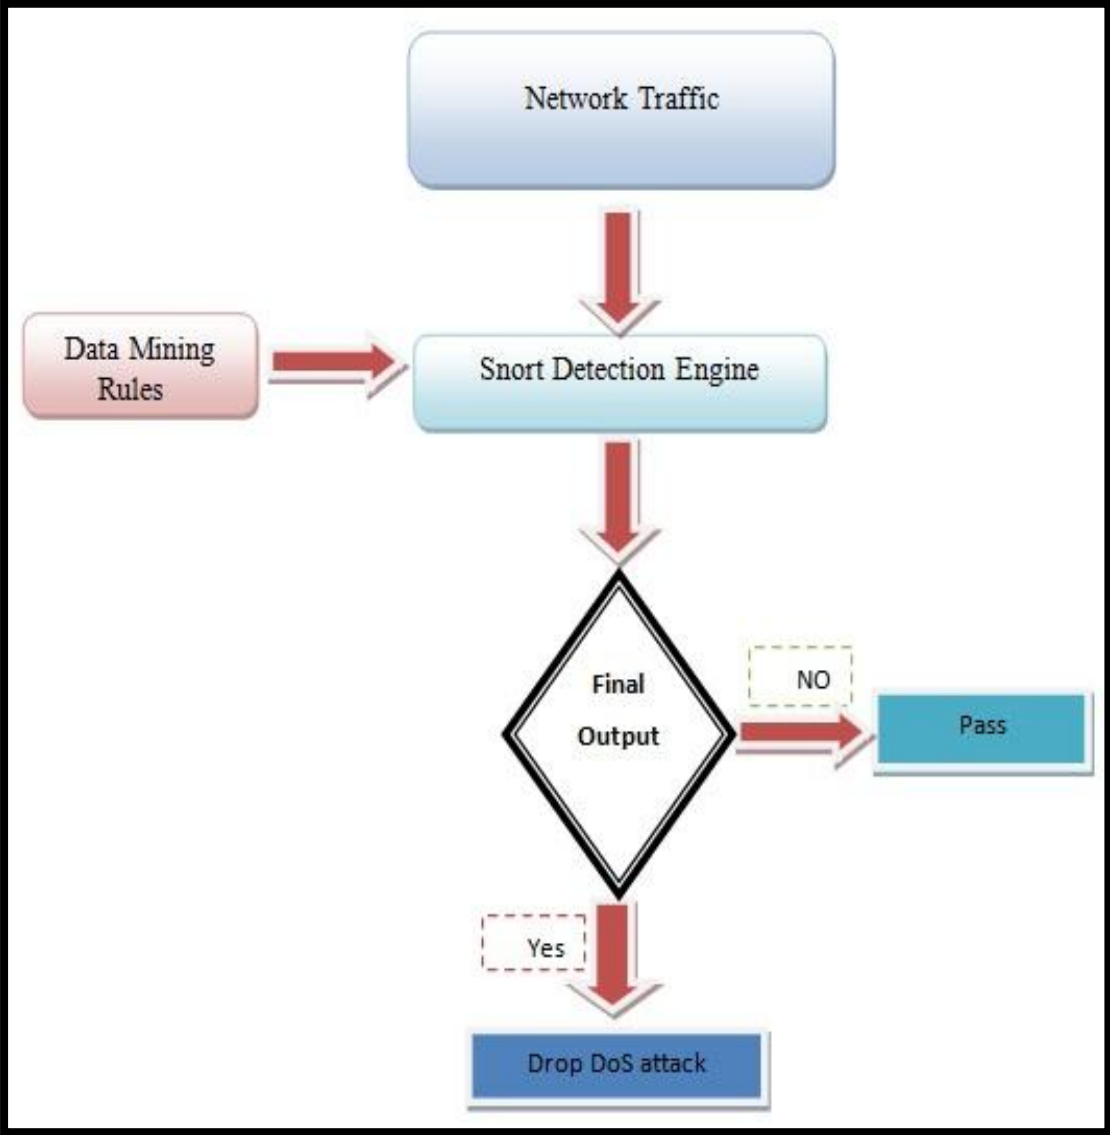 Network Traffic
Data Mining
Rules
Snort Detection Engine
Final
Output
NO
Pass
Yes
Drop DoS attack